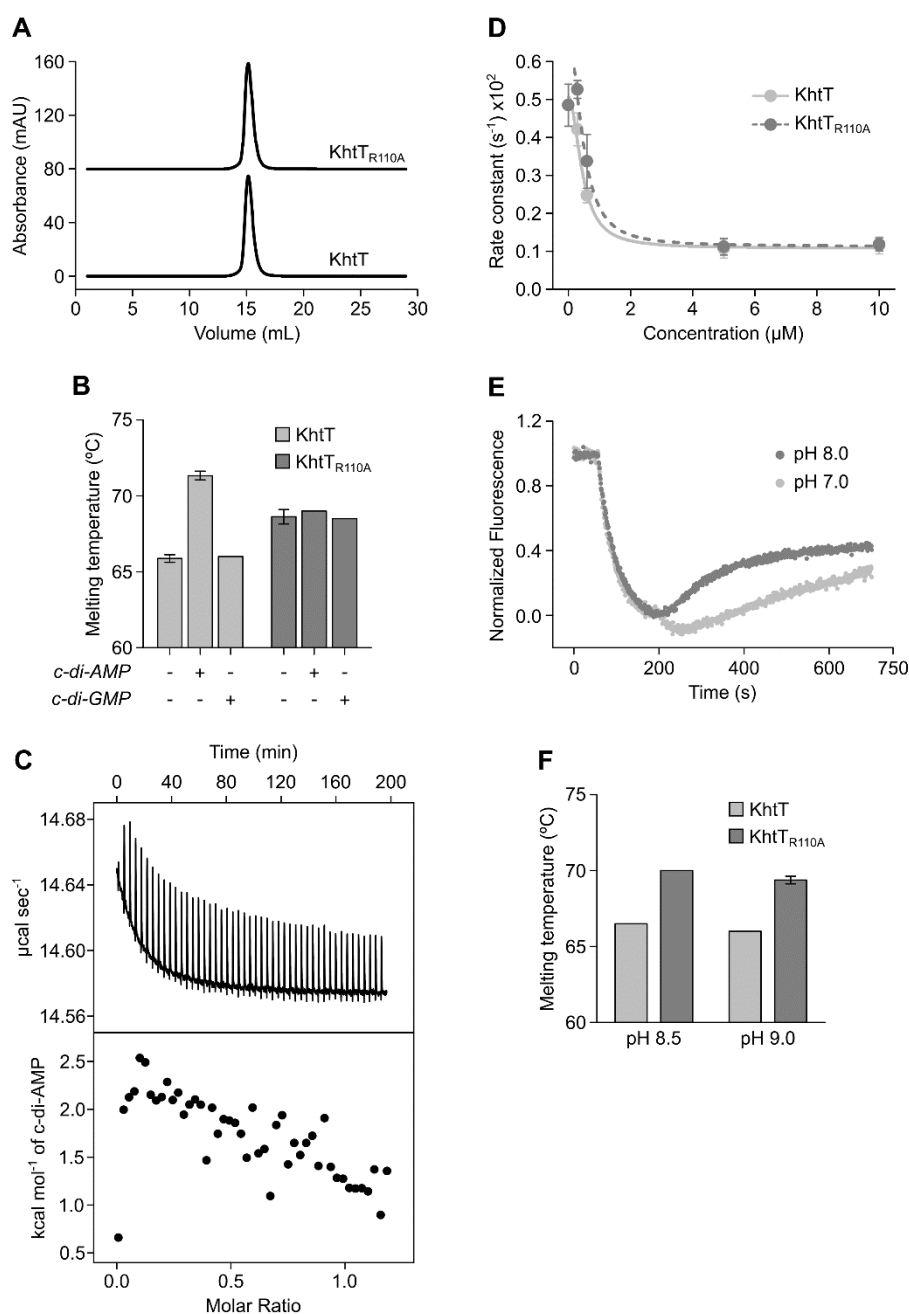 A
Absorbance (mAU)
160
120
80
40
0
KhtT_R110A
KhtT
0 5 10 15 20 25 30
Volume (mL)
D
Rate constant (s⁻¹) x10²
0.6
0.5
0.4
0.3
0.2
0.1
0.0
KhtT
KhtT_R110A
0 2 4 6 8 10
Concentration (µM)
B
Melting temperature (ºC)
75
70
65
60
KhtT
KhtT_R110A
c-di-AMP - + - - + -
c-di-GMP - - + - - +
E
Normalized Fluorescence
1.2
0.8
0.4
0.0
pH 8.0
pH 7.0
0 200 400 600 750
Time (s)
C
Time (min)
0 40 80 120 160 200
µcal sec⁻¹
14.68
14.64
14.60
14.56
kcal mol⁻¹ of c-di-AMP
2.5
2.0
1.5
1.0
0.5
0.0 0.5 1.0
Molar Ratio
F
Melting temperature (ºC)
75
70
65
60
KhtT
KhtT_R110A
pH 8.5 pH 9.0